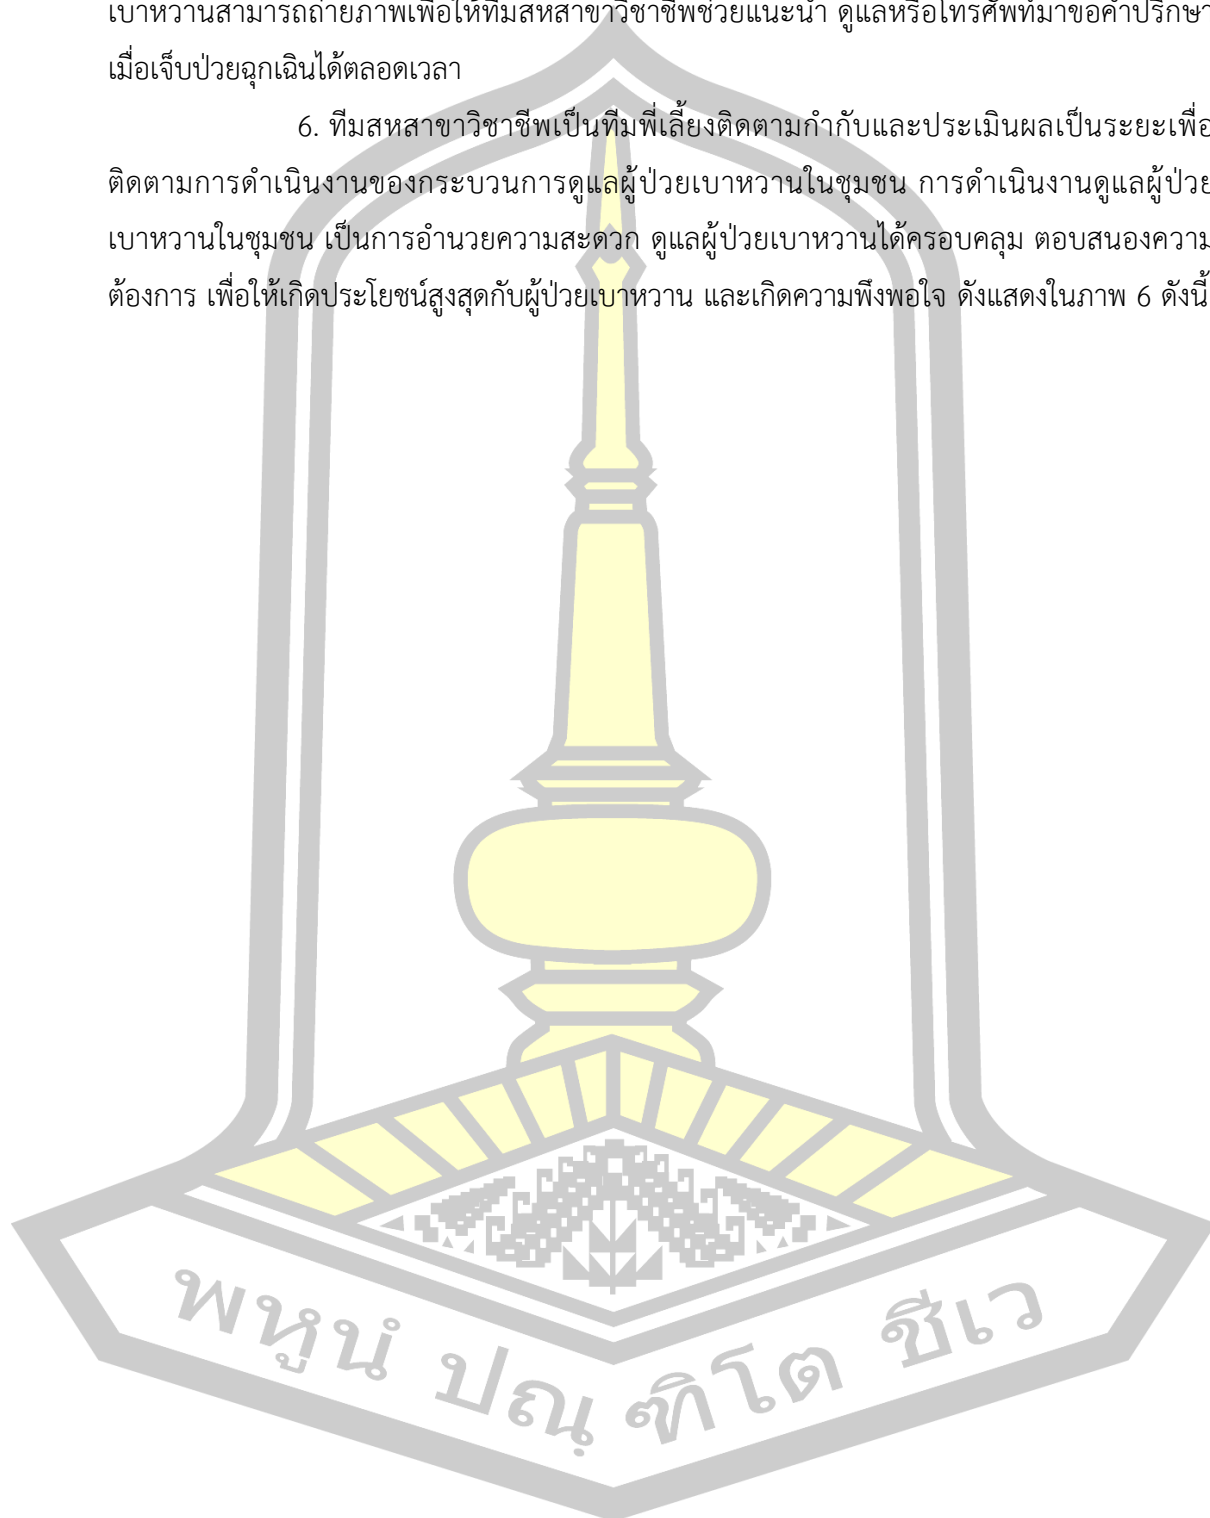 เบาหวานสามารถถ่ายภาพเพื่อให้ทีมสหสาขาวิชาชีพช่วยแนะนำ ดูแลหรือโทรศัพท์มาขอคำปรึกษา
เมื่อเจ็บป่วยฉุกเฉินได้ตลอดเวลา
6. ทีมสหสาขาวิชาชีพเป็นทีมพี่เลี้ยงติดตามกำกับและประเมินผลเป็นระยะเพื่อ
ติดตามการดำเนินงานของกระบวนการดูแลผู้ป่วยเบาหวานในชุมชน การดำเนินงานดูแลผู้ป่วย
เบาหวานในชุมชน เป็นการอำนวยความสะดวก ดูแลผู้ป่วยเบาหวานได้ครอบคลุม ตอบสนองความ
ต้องการ เพื่อให้เกิดประโยชน์สูงสุดกับผู้ป่วยเบาหวาน และเกิดความพึงพอใจ ดังแสดงในภาพ 6 ดังนี้
พหูนํ ปณฺ ฑิโต ชีเว